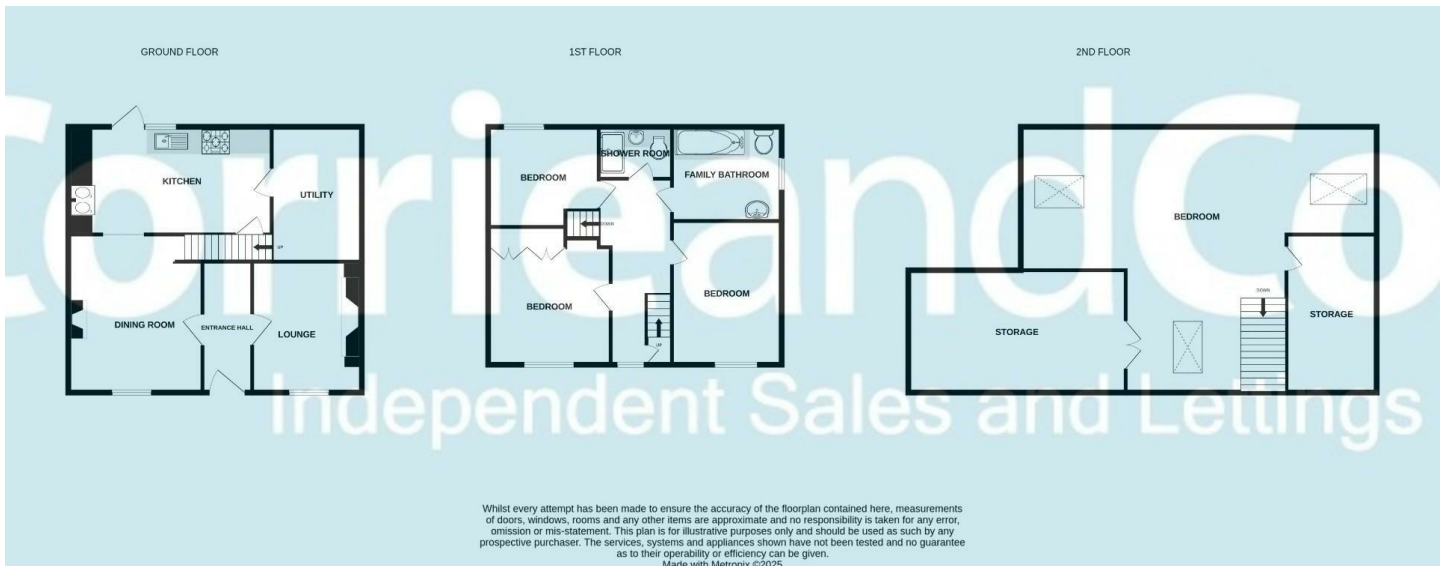 GROUND FLOOR
1ST FLOOR
2ND FLOOR
CorrieandCo
Independent Sales and Lettings
KITCHEN
UTILITY
UP
DINING ROOM
ENTRANCE HALL
LOUNGE
SHOWER ROOM
BEDROOM
FAMILY BATHROOM
DOWN
BEDROOM
BEDROOM
UP
BEDROOM
DOWN
STORAGE
STORAGE
Whilst every attempt has been made to ensure the accuracy of the floorplan contained here, measurements
of doors, windows, rooms and any other items are approximate and no responsibility is taken for any error,
omission or mis-statement. This plan is for illustrative purposes only and should be used as such by any
prospective purchaser. The services, systems and appliances shown have not been tested and no guarantee
as to their operability or efficiency can be given.
Made with Metropix ©2025